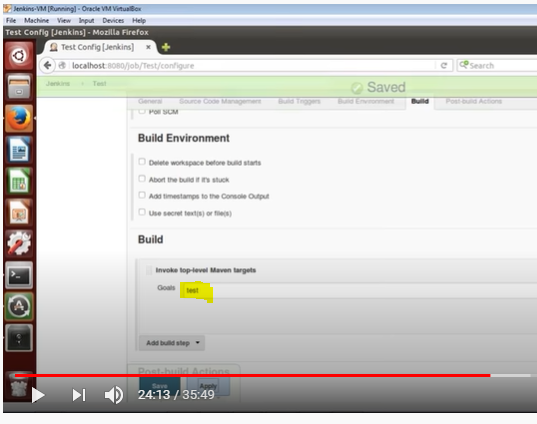 Jenkins-VM [Running] - Oracle VM VirtualBox
File Machine View Input Devices Help
Test Config [Jenkins] - Mozilla Firefox
Test Config [Jenkins] ×
localhost:8080/job/Test/configure Search
Jenkins Test
Saved
General Source Code Management Build Triggers Build Environment Build Post-build Actions
Poll SCM
Build Environment
Delete workspace before build starts
Abort the build if it's stuck
Add timestamps to the Console Output
Use secret text(s) or file(s)
Build
Invoke top-level Maven targets
Goals test
Add build step
Post-build Actions
Save Apply
24:13 / 35:49